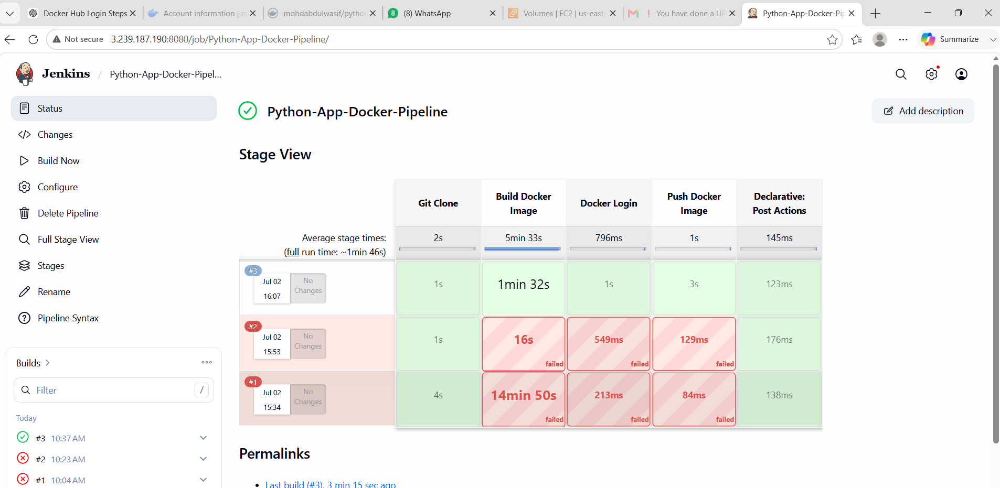 Docker Hub Login Steps
Account information | m
mohdabdulwasif/pythor
8
(8) WhatsApp
Volumes | EC2 | us-east-
You have done a UP
Python-App-Docker-Pip
Not secure
3.239.187.190:8080/job/Python-App-Docker-Pipeline/
Summarize
Jenkins / Python-App-Docker-Pipel...
Status
Changes
Build Now
Configure
Delete Pipeline
Full Stage View
Stages
Rename
Pipeline Syntax
Builds
Filter
/
Today
#3 10:37 AM
#2 10:23 AM
#1 10:04 AM
Python-App-Docker-Pipeline
Add description
Stage View
Git Clone
Build Docker
Image
Docker Login
Push Docker
Image
Declarative:
Post Actions
Average stage times:
(full run time: ~1min 46s)
2s
5min 33s
796ms
1s
145ms
#3
Jul 02
16:07
No
Changes
1s
1min 32s
1s
3s
123ms
#2
Jul 02
15:53
No
Changes
1s
16s
failed
549ms
failed
129ms
failed
176ms
#1
Jul 02
15:34
No
Changes
4s
14min 50s
failed
213ms
failed
84ms
failed
138ms
Permalinks
Last build (#3), 3 min 15 sec ago